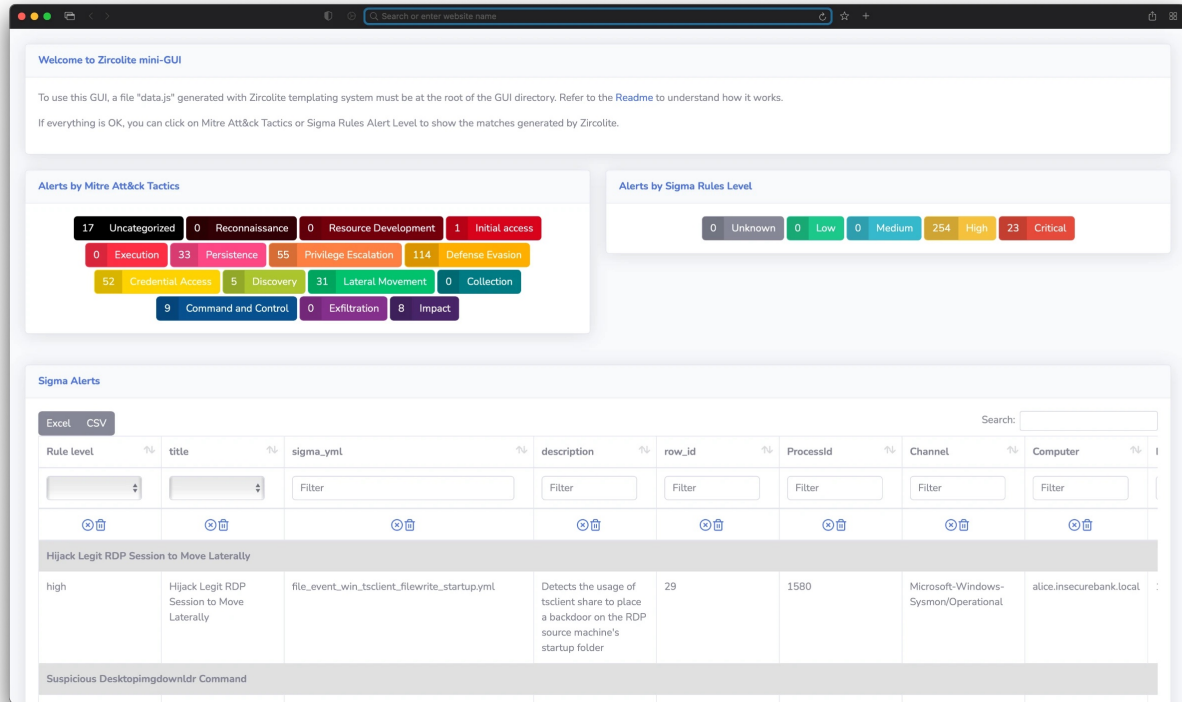 Search or enter website name
Welcome to Zircolite mini-GUI
To use this GUI, a file "data.js" generated with Zircolite templating system must be at the root of the GUI directory. Refer to the Readme to understand how it works.
If everything is OK, you can click on Mitre Att&ck Tactics or Sigma Rules Alert Level to show the matches generated by Zircolite.
Alerts by Mitre Att&ck Tactics
17 Uncategorized 0 Reconnaissance 0 Resource Development 1 Initial access
0 Execution 33 Persistence 55 Privilege Escalation 114 Defense Evasion
52 Credential Access 5 Discovery 31 Lateral Movement 0 Collection
9 Command and Control 0 Exfiltration 8 Impact
Alerts by Sigma Rules Level
0 Unknown 0 Low 0 Medium 254 High 23 Critical
Sigma Alerts
Excel CSV
Search:
Rule level title sigma_yml description row_id ProcessId Channel Computer
Filter Filter Filter Filter Filter Filter
Hijack Legit RDP Session to Move Laterally
high
Hijack Legit RDP
Session to Move
Laterally
file_event_win_tsclient_filewrite_startup.yml
Detects the usage of
tsclient share to place
a backdoor on the RDP
source machine's
startup folder
29
1580
Microsoft-Windows-
Sysmon/Operational
alice.insecurebank.local
Suspicious Desktopimgdownldr Command